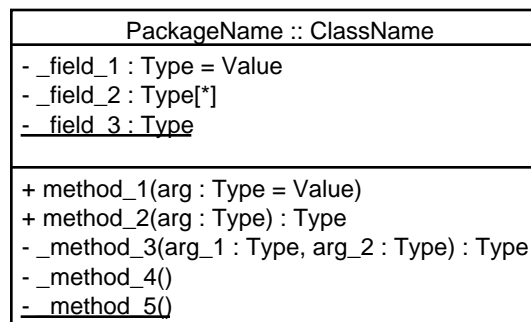 PackageName :: ClassName
- _field_1 : Type = Value
- _field_2 : Type[*]
- _field_3 : Type
+ method_1(arg : Type = Value)
+ method_2(arg : Type) : Type
- _method_3(arg_1 : Type, arg_2 : Type) : Type
- _method_4()
- _method_5()